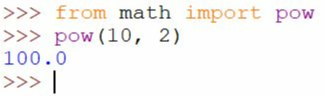 >>> from math import pow
>>> pow(10, 2)
100.0
>>>